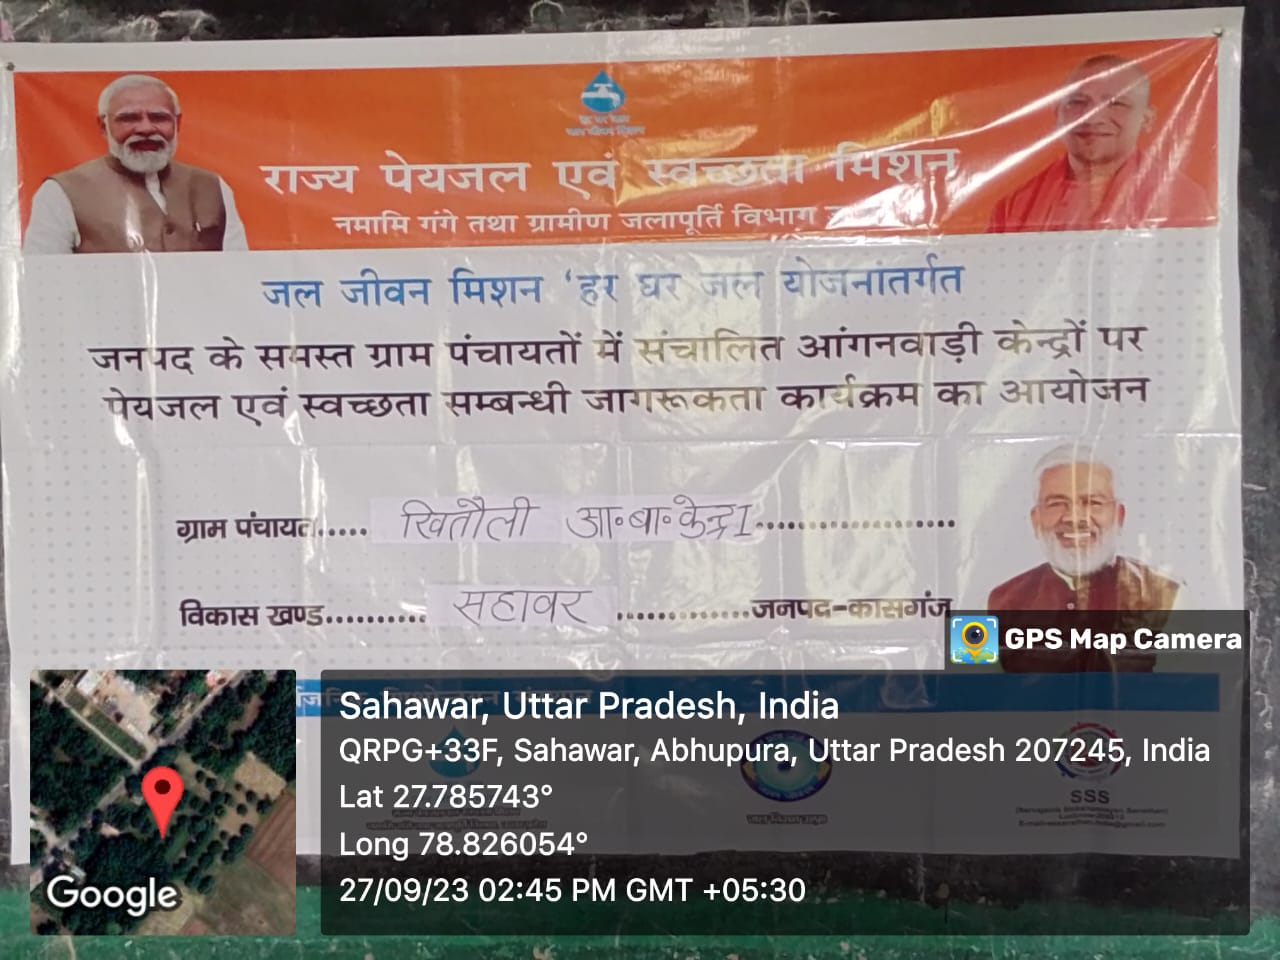 राज्य पेयजल एवं स्वच्छता मिशन
नमामि गंगे तथा ग्रामीण जलापूर्ति विभाग
जल जीवन मिशन 'हर घर जल योजनांतर्गत
जनपद के समस्त ग्राम पंचायतों में संचालित आंगनवाड़ी केन्द्रों पर
पेयजल एवं स्वच्छता सम्बन्धी जागरूकता कार्यक्रम का आयोजन
ग्राम पंचायत..... खितौली आ॰बा॰केन्द्र I.....................
विकास खण्ड.......... सहावर .............जनपद-कासगंज
GPS Map Camera
Sahawar, Uttar Pradesh, India
QRPG+33F, Sahawar, Abhupura, Uttar Pradesh 207245, India
Lat 27.785743°
Long 78.826054°
27/09/23 02:45 PM GMT +05:30
Google
SSS